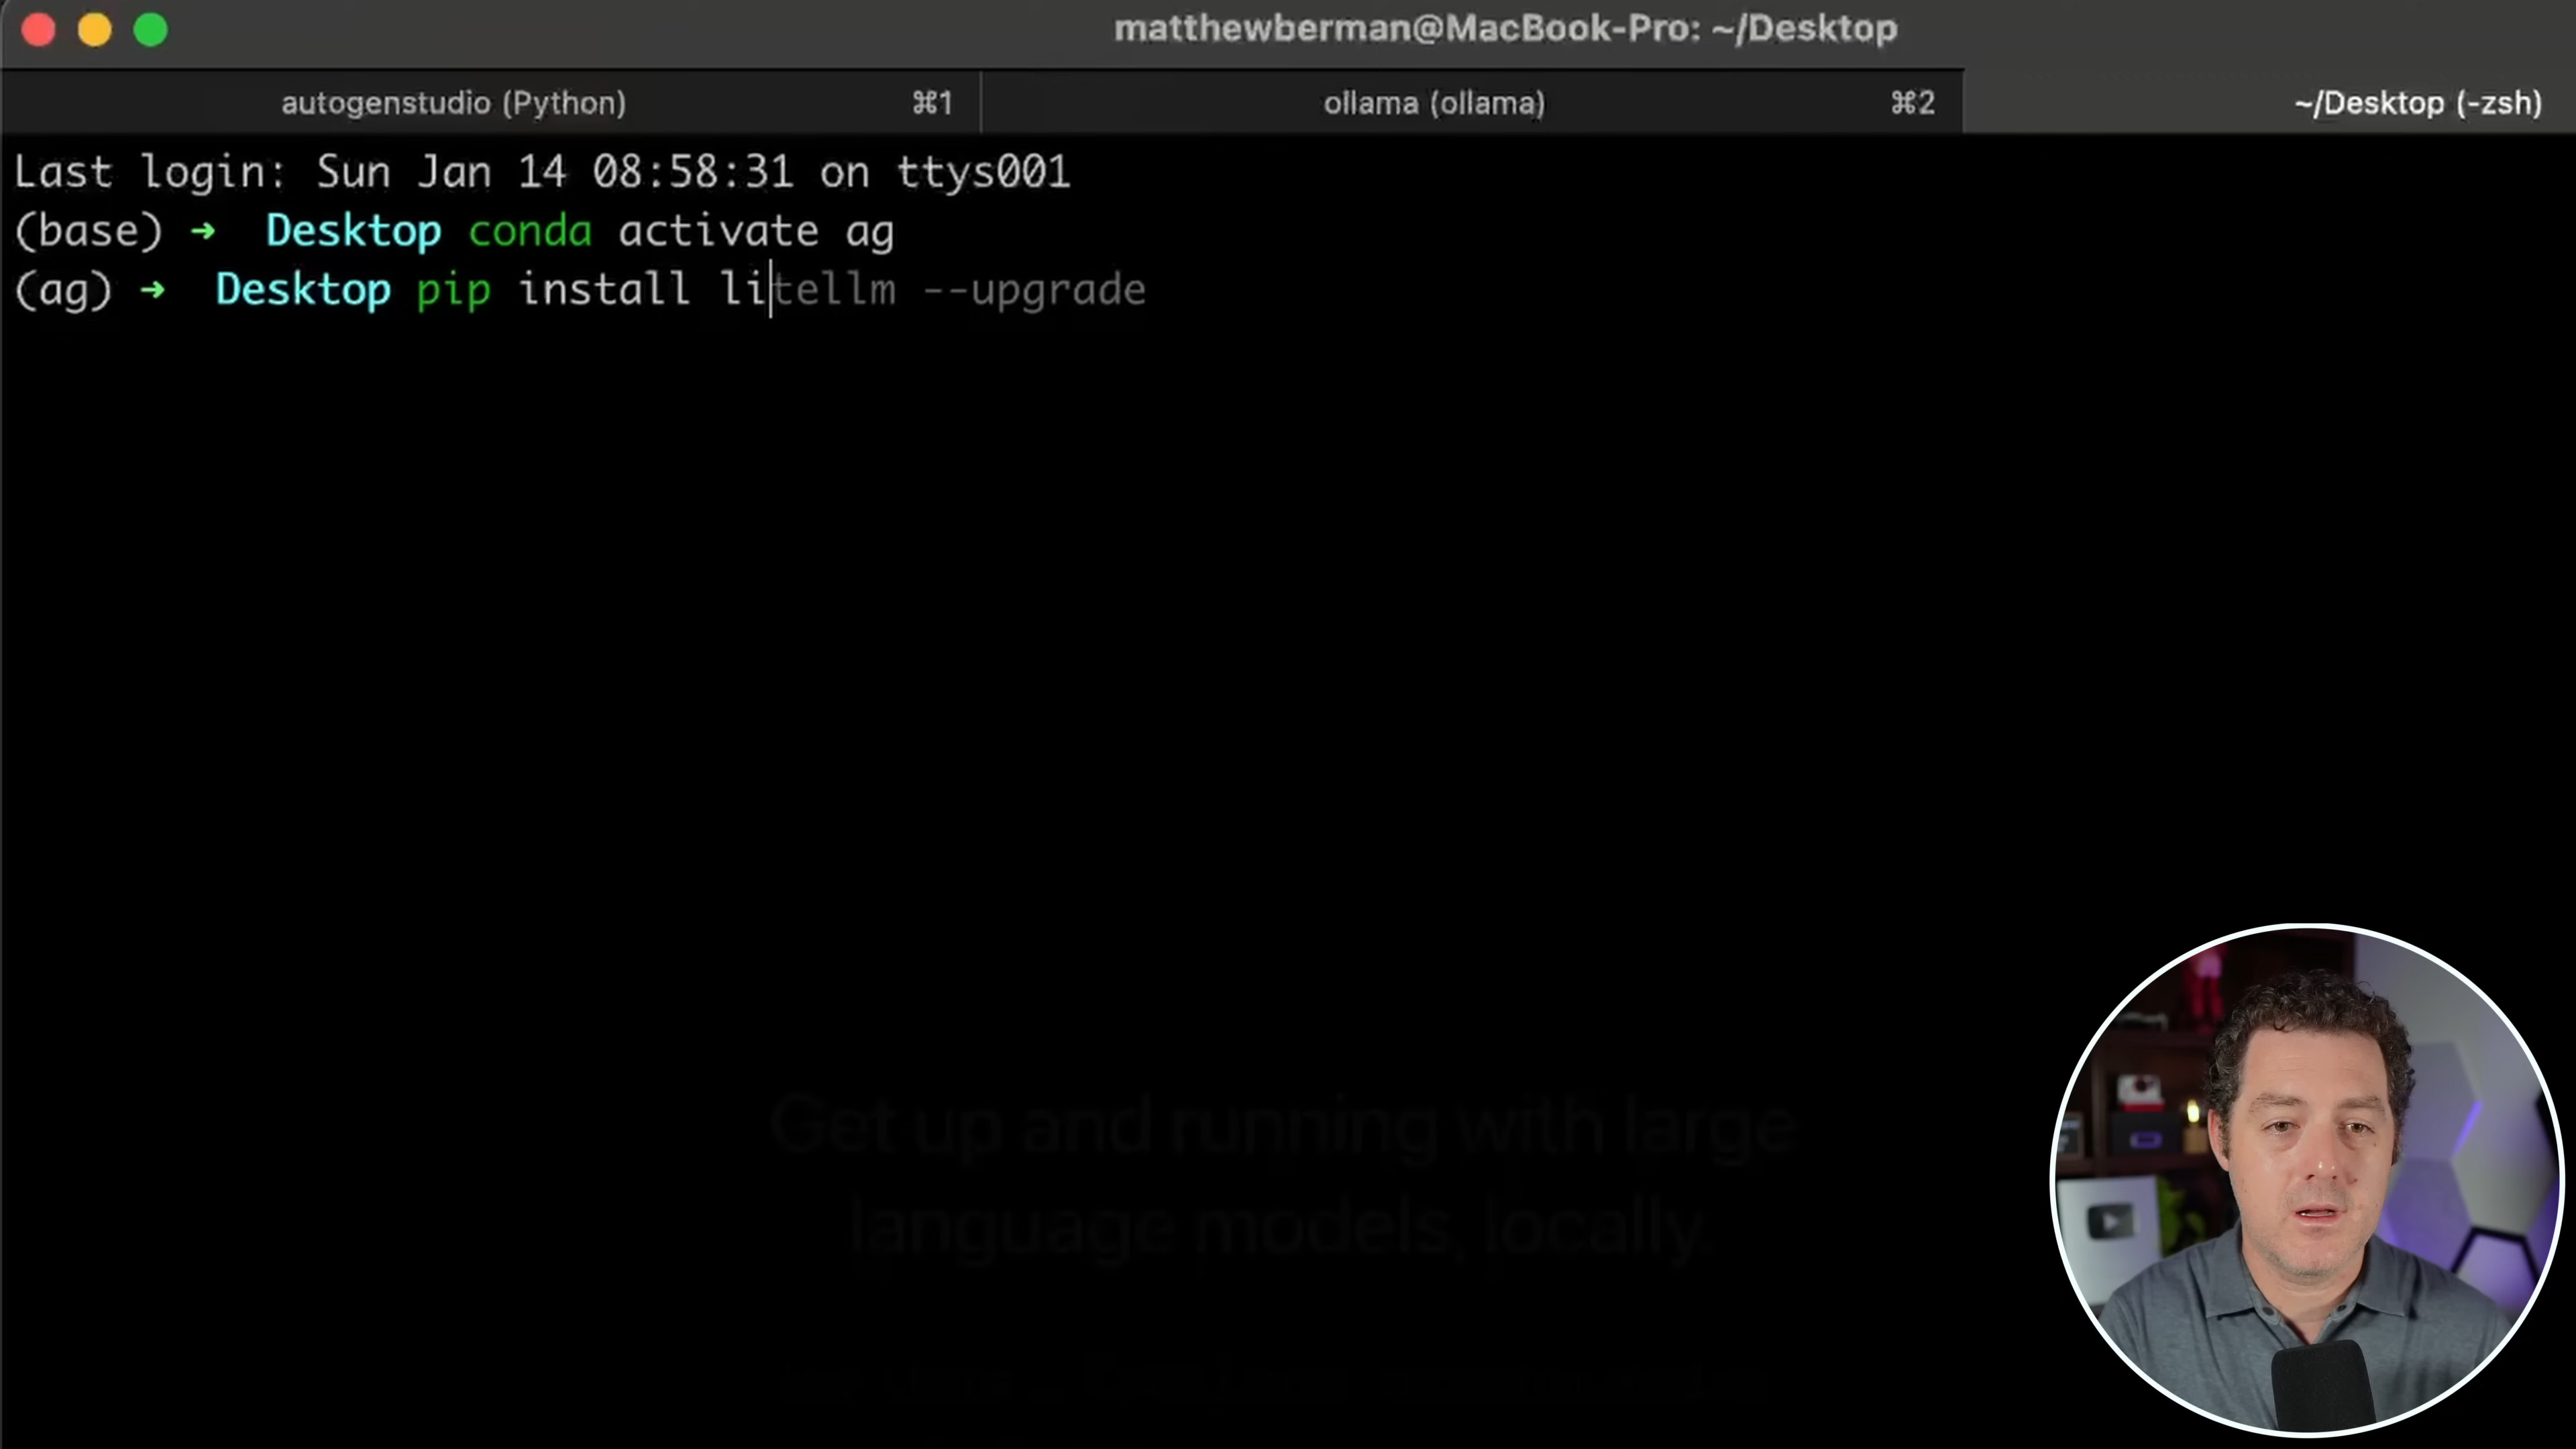 matthewberman@MacBook-Pro: ~/Desktop
autogenstudio (Python) ⌘1
ollama (ollama) ⌘2
~/Desktop (-zsh)
Last login: Sun Jan 14 08:58:31 on ttys001
(base) ➜ Desktop conda activate ag
(ag) ➜ Desktop pip install litellm --upgrade
Get up and running with large
language models, locally.